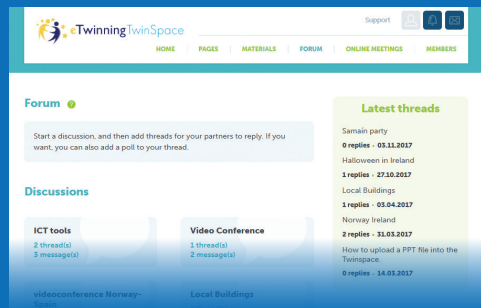 Support
eTwinningTwinSpace
HOME PAGES MATERIALS FORUM ONLINE MEETINGS MEMBERS
Forum ?
Start a discussion, and then add threads for your partners to reply. If you
want, you can also add a poll to your thread.
Discussions
ICT tools
2 thread(s)
3 message(s)
Video Conference
1 thread(s)
2 message(s)
videoconference Norway-
Spain
Local Buildings
Latest threads
Samain party
0 replies - 03.11.2017
Halloween in Ireland
1 replies - 27.10.2017
Local Buildings
1 replies - 03.04.2017
Norway Ireland
2 replies - 31.03.2017
How to upload a PPT file into the
Twinspace.
0 replies - 14.03.2017